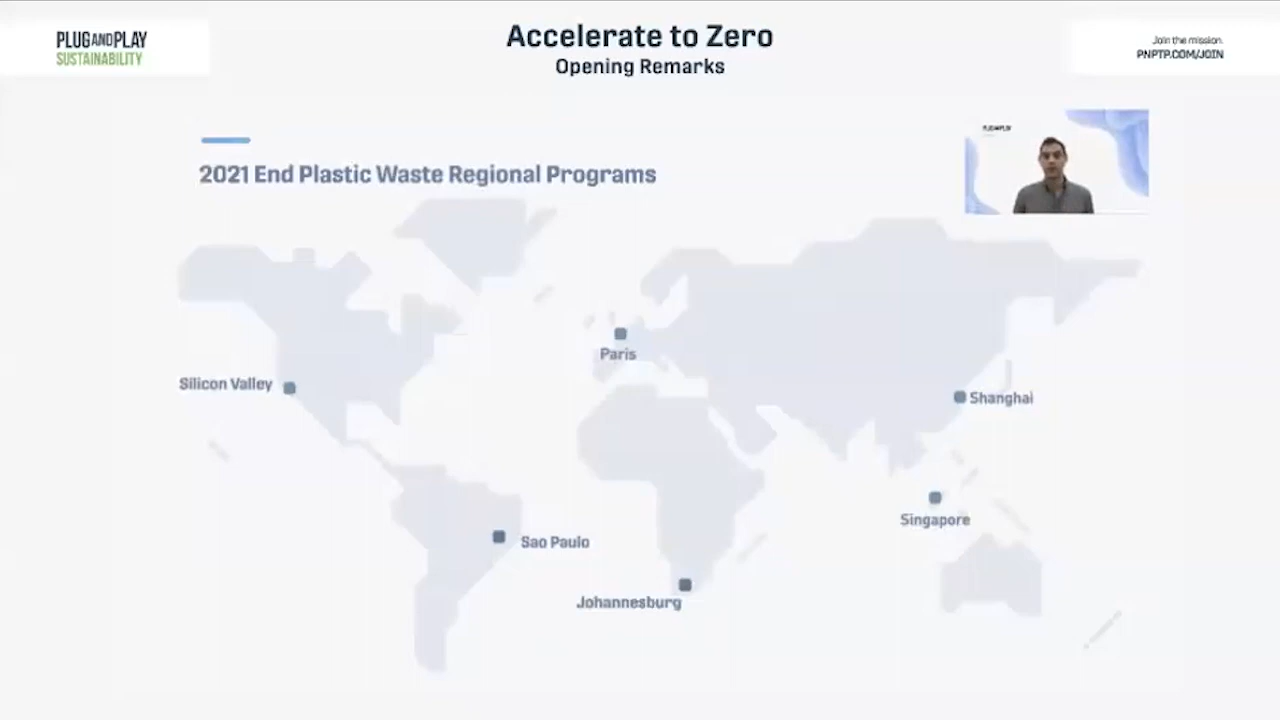 PLUGANDPLAY
SUSTAINABILITY
Accelerate to Zero
Opening Remarks
Join the mission.
PNPTP.COM/JOIN
2021 End Plastic Waste Regional Programs
PLUGANDPLAY
Paris
Silicon Valley
Shanghai
Singapore
Sao Paulo
Johannesburg